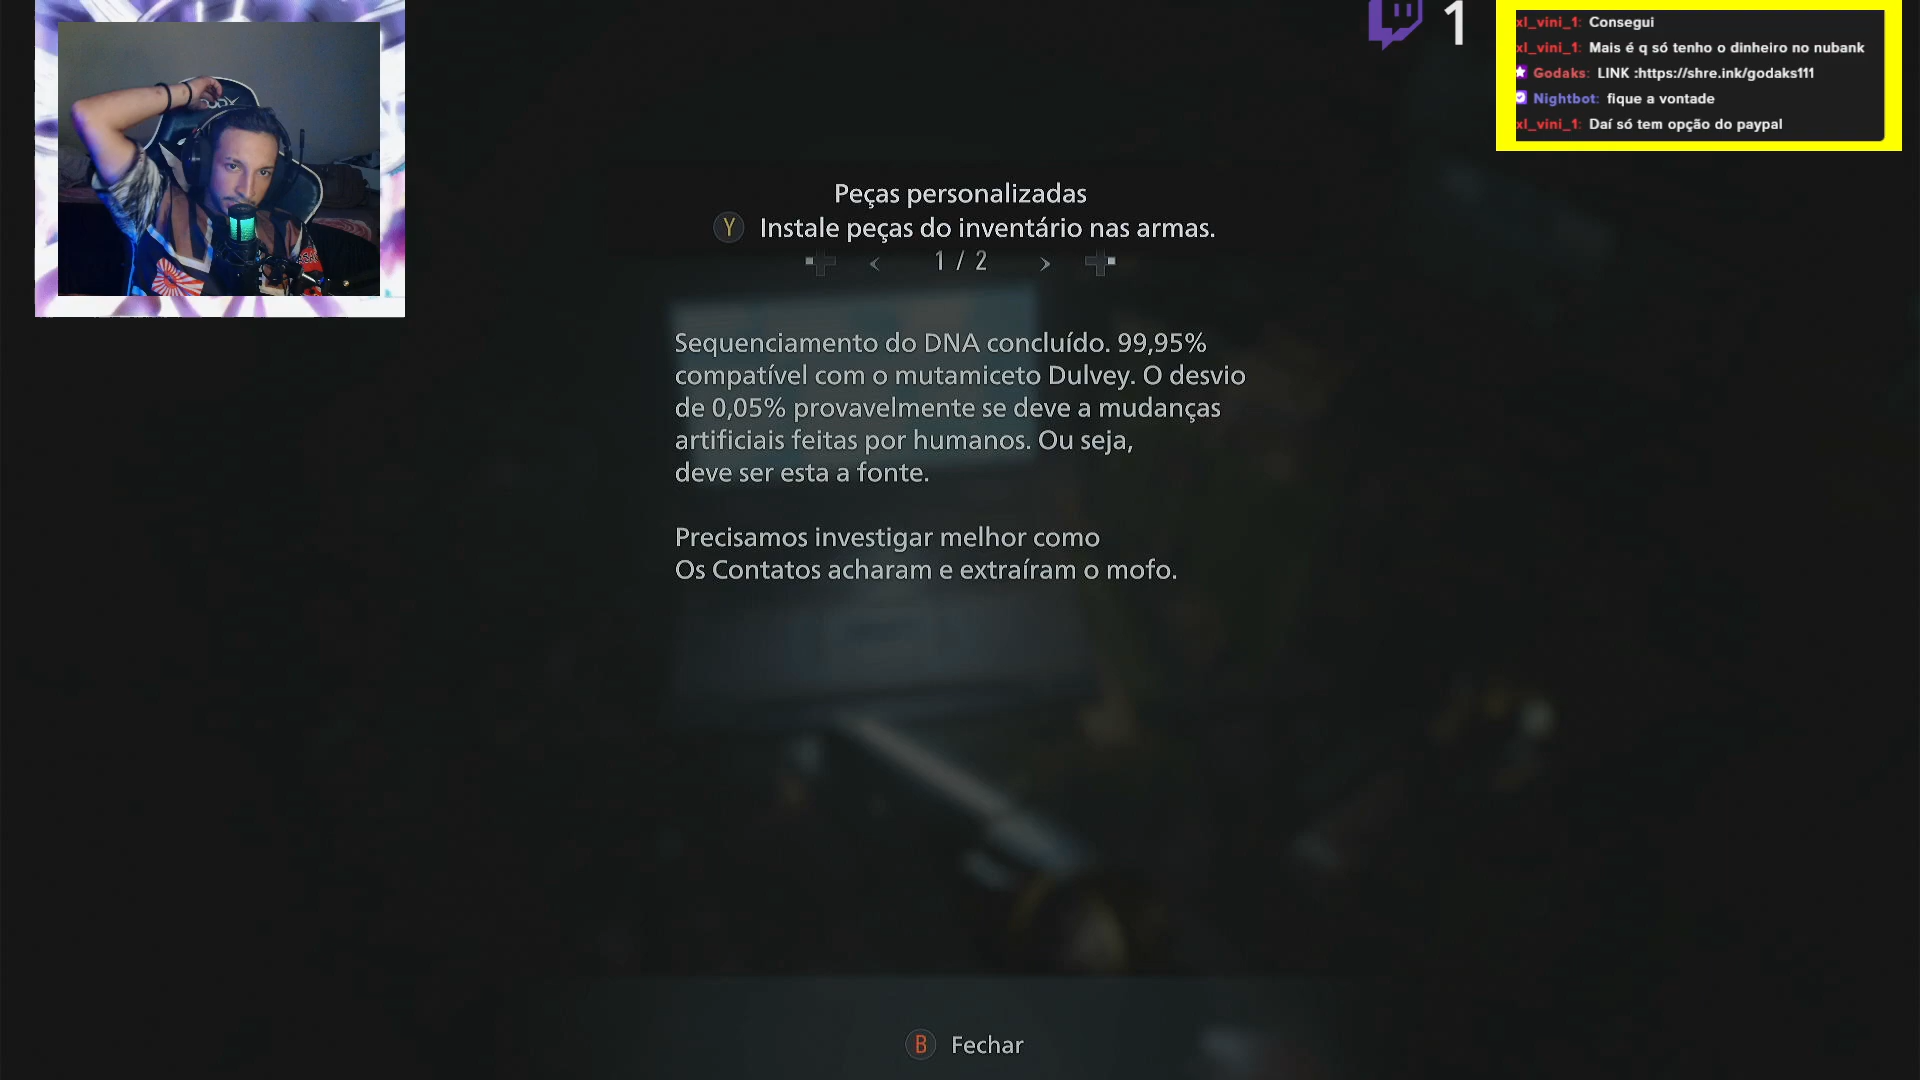 1
xl_vini_1: Consegui
xl_vini_1: Mais é q só tenho o dinheiro no nubank
Godaks: LINK :https://shre.ink/godaks111
Nightbot: fique a vontade
xl_vini_1: Daí só tem opção do paypal
Peças personalizadas
Y Instale peças do inventário nas armas.
< 1 / 2 >
Sequenciamento do DNA concluído. 99,95%
compatível com o mutamiceto Dulvey. O desvio
de 0,05% provavelmente se deve a mudanças
artificiais feitas por humanos. Ou seja,
deve ser esta a fonte.
Precisamos investigar melhor como
Os Contatos acharam e extraíram o mofo.
B Fechar